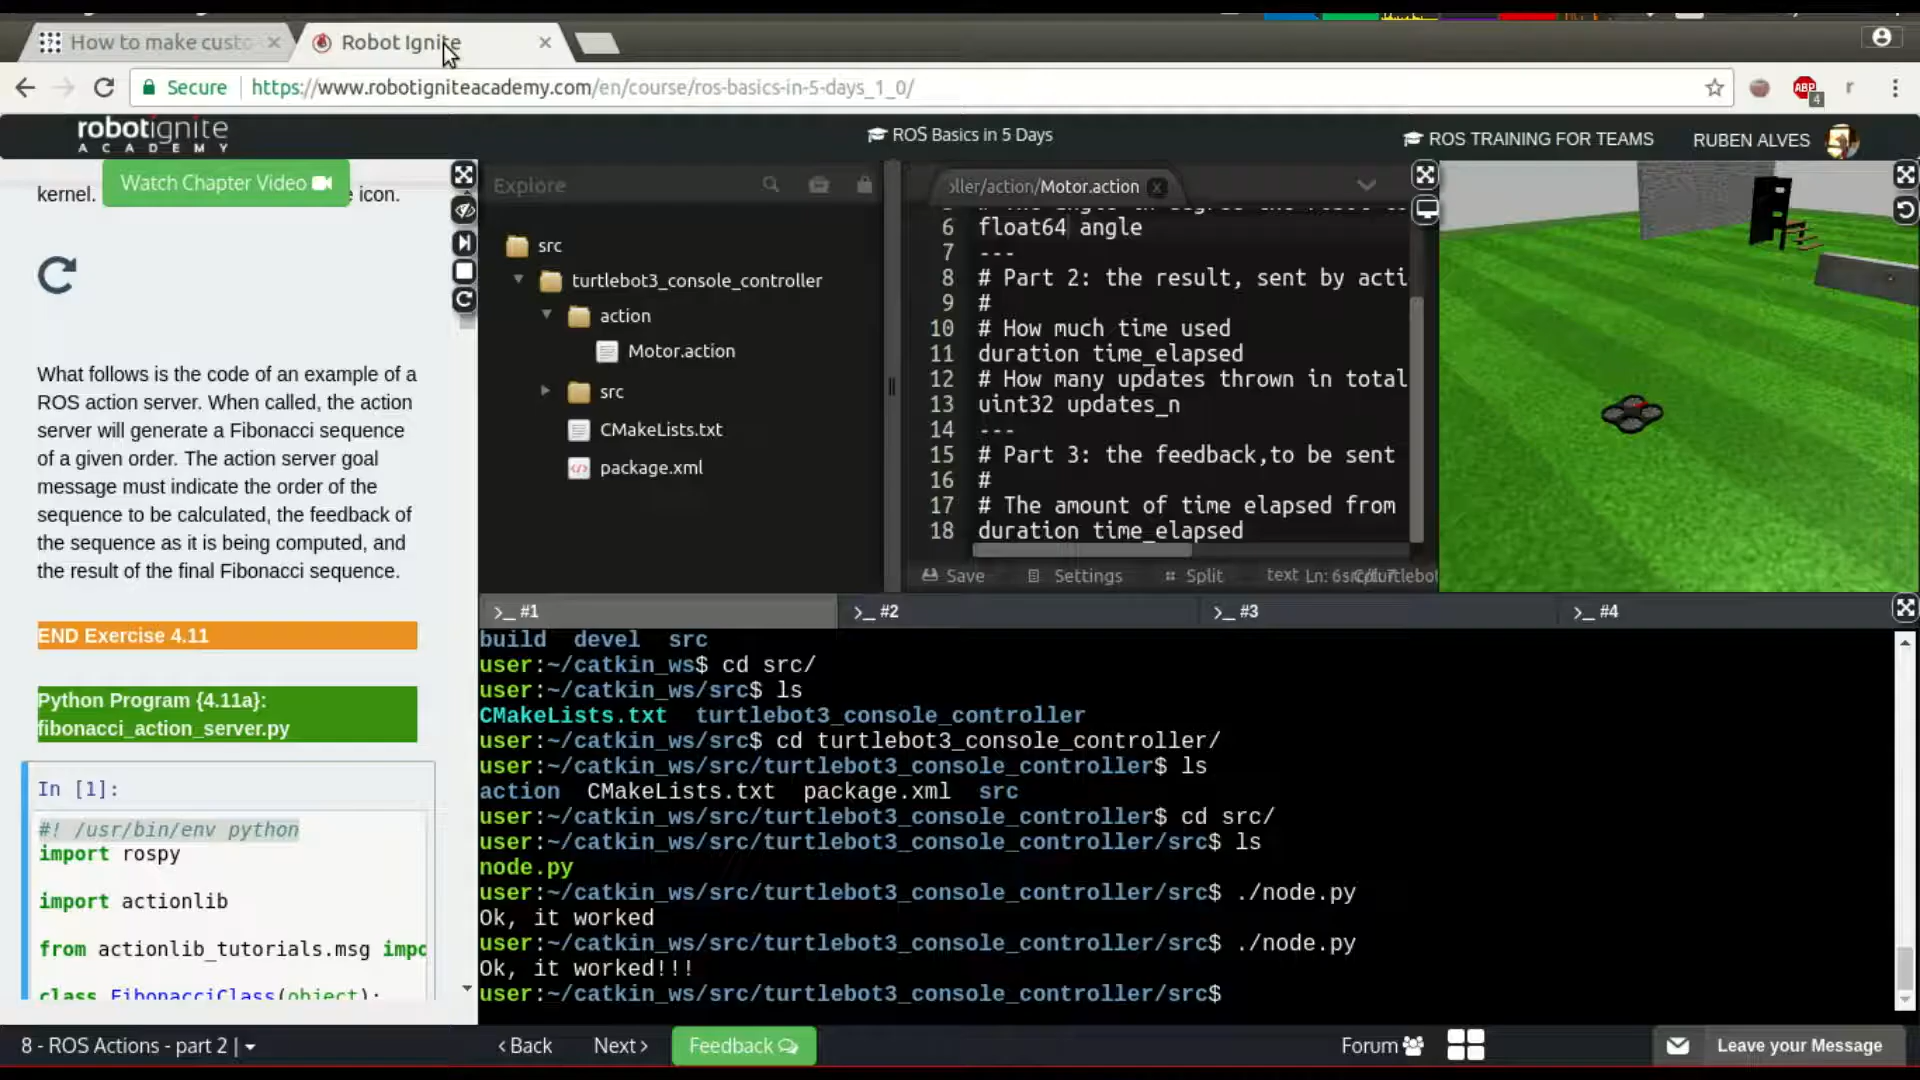 How to make custo
Robot Ignite
Secure
https://www.robotigniteacademy.com/en/course/ros-basics-in-5-days_1_0/
ABP
4
r
robotignite
ACADEMY
ROS Basics in 5 Days
ROS TRAINING FOR TEAMS
RUBEN ALVES
Watch Chapter Video
kernel.
icon.
What follows is the code of an example of a
ROS action server. When called, the action
server will generate a Fibonacci sequence
of a given order. The action server goal
message must indicate the order of the
sequence to be calculated, the feedback of
the sequence as it is being computed, and
the result of the final Fibonacci sequence.
END Exercise 4.11
Python Program {4.11a}:
fibonacci_action_server.py
In [1]:
#! /usr/bin/env python
import rospy
import actionlib
from actionlib_tutorials.msg impo
class FibonacciClass(object):
Explore
src
turtlebot3_console_controller
action
Motor.action
src
CMakeLists.txt
package.xml
oller/action/Motor.action
6 float64 angle
7 ---
8 # Part 2: the result, sent by acti
9 #
10 # How much time used
11 duration time_elapsed
12 # How many updates thrown in total
13 uint32 updates_n
14 ---
15 # Part 3: the feedback,to be sent
16 #
17 # The amount of time elapsed from
18 duration time_elapsed
Save
Settings
Split
text
>_ #1
>_ #2
>_ #3
>_ #4
build devel src
user:~/catkin_ws$ cd src/
user:~/catkin_ws/src$ ls
CMakeLists.txt turtlebot3_console_controller
user:~/catkin_ws/src$ cd turtlebot3_console_controller/
user:~/catkin_ws/src/turtlebot3_console_controller$ ls
action CMakeLists.txt package.xml src
user:~/catkin_ws/src/turtlebot3_console_controller$ cd src/
user:~/catkin_ws/src/turtlebot3_console_controller/src$ ls
node.py
user:~/catkin_ws/src/turtlebot3_console_controller/src$ ./node.py
Ok, it worked
user:~/catkin_ws/src/turtlebot3_console_controller/src$ ./node.py
Ok, it worked!!!
user:~/catkin_ws/src/turtlebot3_console_controller/src$
8 - ROS Actions - part 2 |
< Back
Next >
Feedback
Forum
Leave your Message